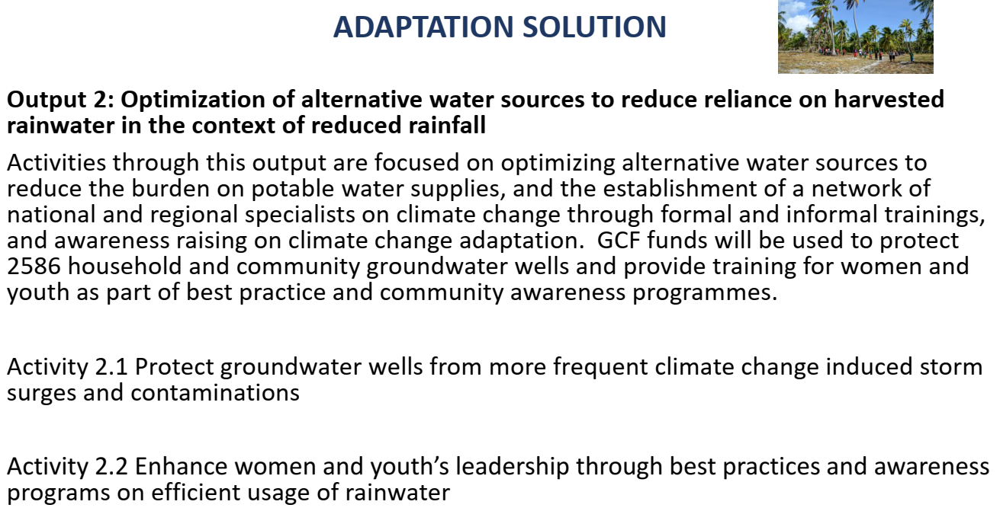 ADAPTATION SOLUTION
Output 2: Optimization of alternative water sources to reduce reliance on harvested
rainwater in the context of reduced rainfall
Activities through this output are focused on optimizing alternative water sources to
reduce the burden on potable water supplies, and the establishment of a network of
national and regional specialists on climate change through formal and informal trainings,
and awareness raising on climate change adaptation.  GCF funds will be used to protect
2586 household and community groundwater wells and provide training for women and
youth as part of best practice and community awareness programmes.
Activity 2.1 Protect groundwater wells from more frequent climate change induced storm
surges and contaminations
Activity 2.2 Enhance women and youth’s leadership through best practices and awareness
programs on efficient usage of rainwater